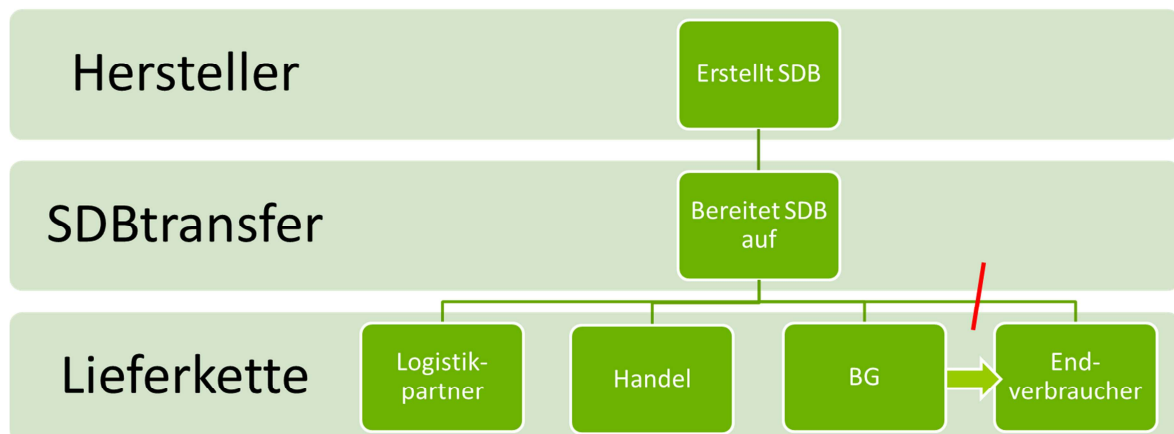 Hersteller
Erstellt SDB
SDBtransfer
Bereitet SDB
auf
Lieferkette
Logistik-
partner
Handel
BG
End-
verbraucher